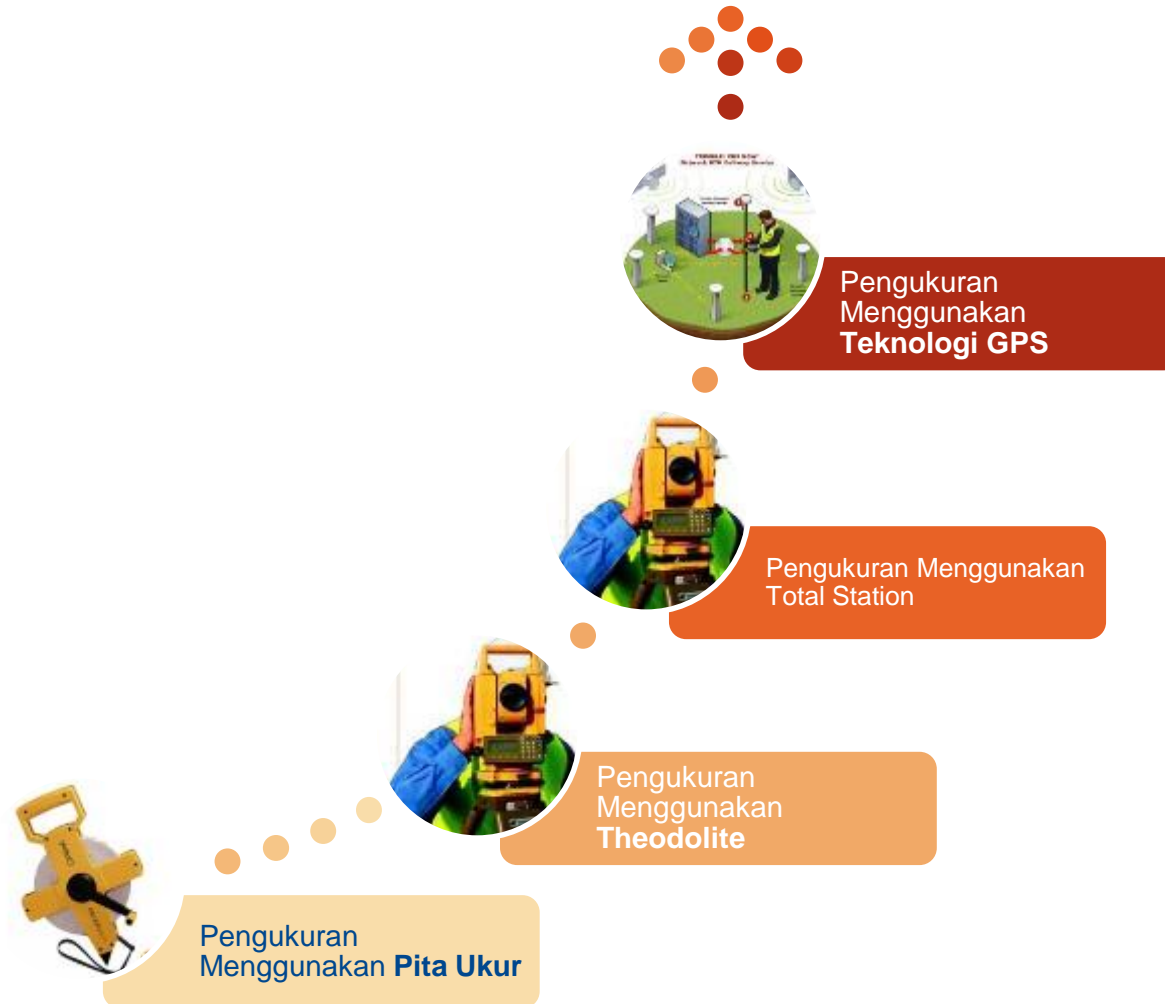 Pengukuran
Menggunakan
Teknologi GPS
Pengukuran Menggunakan
Total Station
Pengukuran
Menggunakan
Theodolite
Pengukuran
Menggunakan Pita Ukur